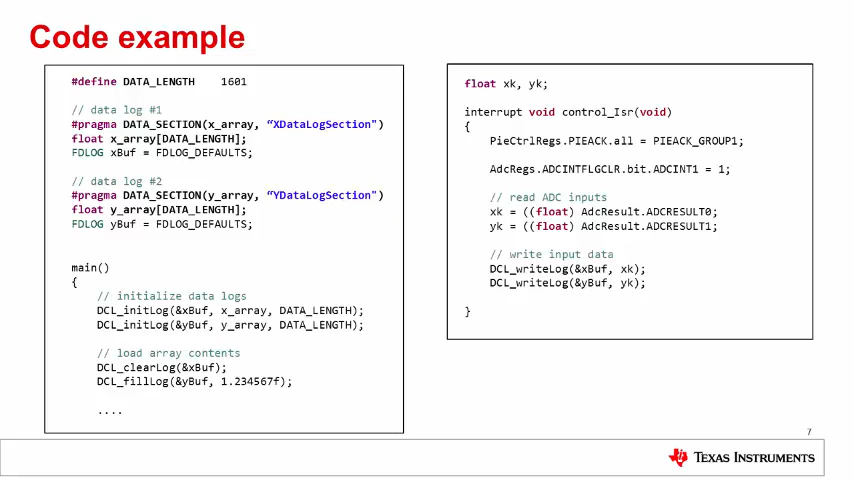 Code example
#define DATA_LENGTH    1601
// data log #1
#pragma DATA_SECTION(x_array, “XDataLogSection")
float x_array[DATA_LENGTH];
FDLOG xBuf = FDLOG_DEFAULTS;
// data log #2
#pragma DATA_SECTION(y_array, “YDataLogSection")
float y_array[DATA_LENGTH];
FDLOG yBuf = FDLOG_DEFAULTS;
main()
{
    // initialize data logs
    DCL_initLog(&xBuf, x_array, DATA_LENGTH);
    DCL_initLog(&yBuf, y_array, DATA_LENGTH);
    // load array contents
    DCL_clearLog(&xBuf);
    DCL_fillLog(&yBuf, 1.234567f);
    ....
float xk, yk;
interrupt void control_Isr(void)
{
    PieCtrlRegs.PIEACK.all = PIEACK_GROUP1;
    AdcRegs.ADCINTFLGCLR.bit.ADCINT1 = 1;
    // read ADC inputs
    xk = ((float) AdcResult.ADCRESULT0;
    yk = ((float) AdcResult.ADCRESULT1;
    // write input data
    DCL_writeLog(&xBuf, xk);
    DCL_writeLog(&yBuf, yk);
}
7
TEXAS INSTRUMENTS